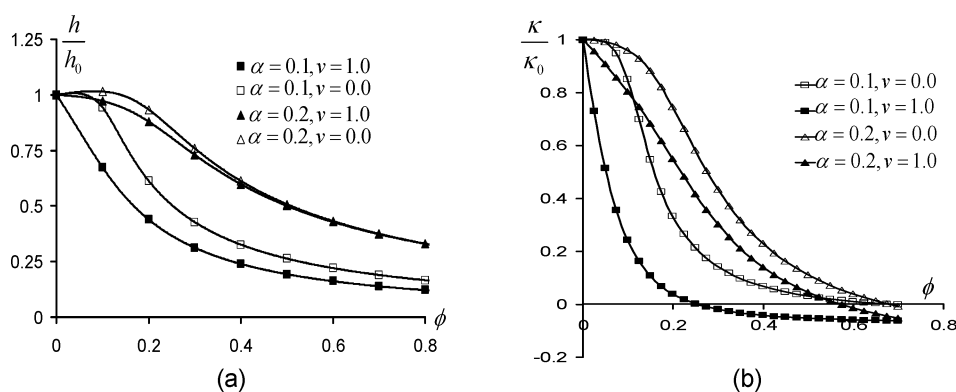 h
h₀
α = 0.1, v = 1.0
α = 0.1, v = 0.0
α = 0.2, v = 1.0
α = 0.2, v = 0.0
1.25
1
0.75
0.5
0.25
0
0 0.2 0.4 0.6 0.8
ϕ
(a)
κ
κ₀
α = 0.1, v = 0.0
α = 0.1, v = 1.0
α = 0.2, v = 0.0
α = 0.2, v = 1.0
1
0.8
0.6
0.4
0.2
0
-0.2
0 0.2 0.4 0.6 0.8
ϕ
(b)